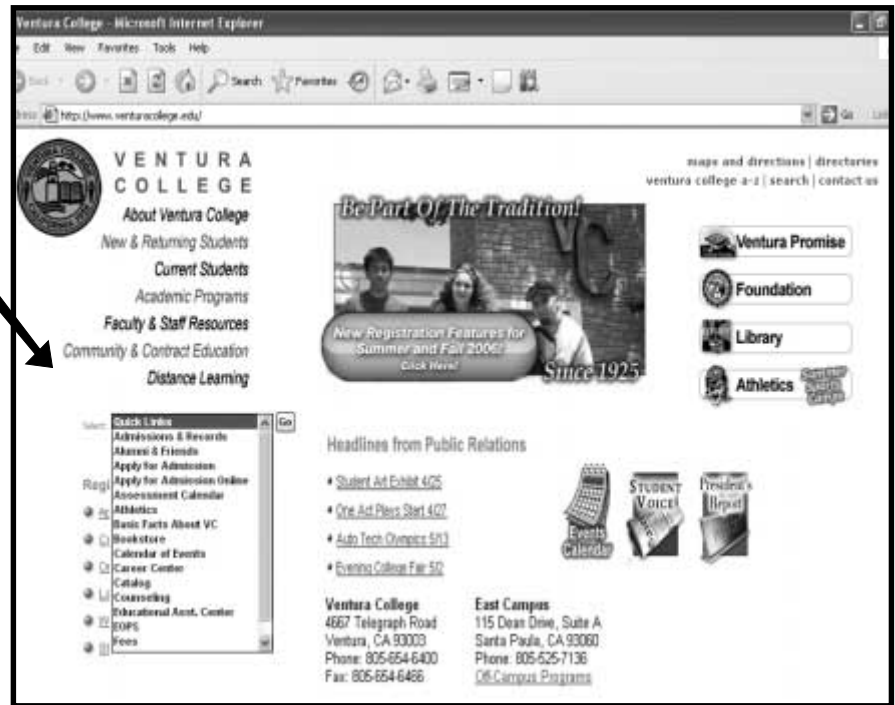 Ventura College - Microsoft Internet Explorer
Edit View Favorites Tools Help
Back Search Favorites
http://www.venturacollege.edu/ Go
VENTURA
COLLEGE
About Ventura College
New & Returning Students
Current Students
Academic Programs
Faculty & Staff Resources
Community & Contract Education
Distance Learning
maps and directions | directories
ventura college a-z | search | contact us
Be Part Of The Tradition!
VC
New Registration Features for
Summer and Fall 2006!
Click Here!
Since 1925
Ventura Promise
Foundation
Library
Athletics
Summer
Sports
Camps
Select Quick Links Go
Admissions & Records
Alumni & Friends
Apply for Admission
Apply for Admission Online
Assessment Calendar
Athletics
Basic Facts About VC
Bookstore
Calendar of Events
Career Center
Catalog
Counseling
Educational Asst. Center
EOPS
Fees
Regi
Headlines from Public Relations
Student Art Exhibit 4/25
One Act Plays Start 4/27
Auto Tech Olympics 5/13
Evening College Fair 5/2
Events
Calendar
STUDENT
VOICE
President's
Report
Ventura College
4667 Telegraph Road
Ventura, CA 93003
Phone: 805-654-6400
Fax: 805-654-6466
East Campus
115 Dean Drive, Suite A
Santa Paula, CA 93060
Phone: 805-525-7136
Off-Campus Programs